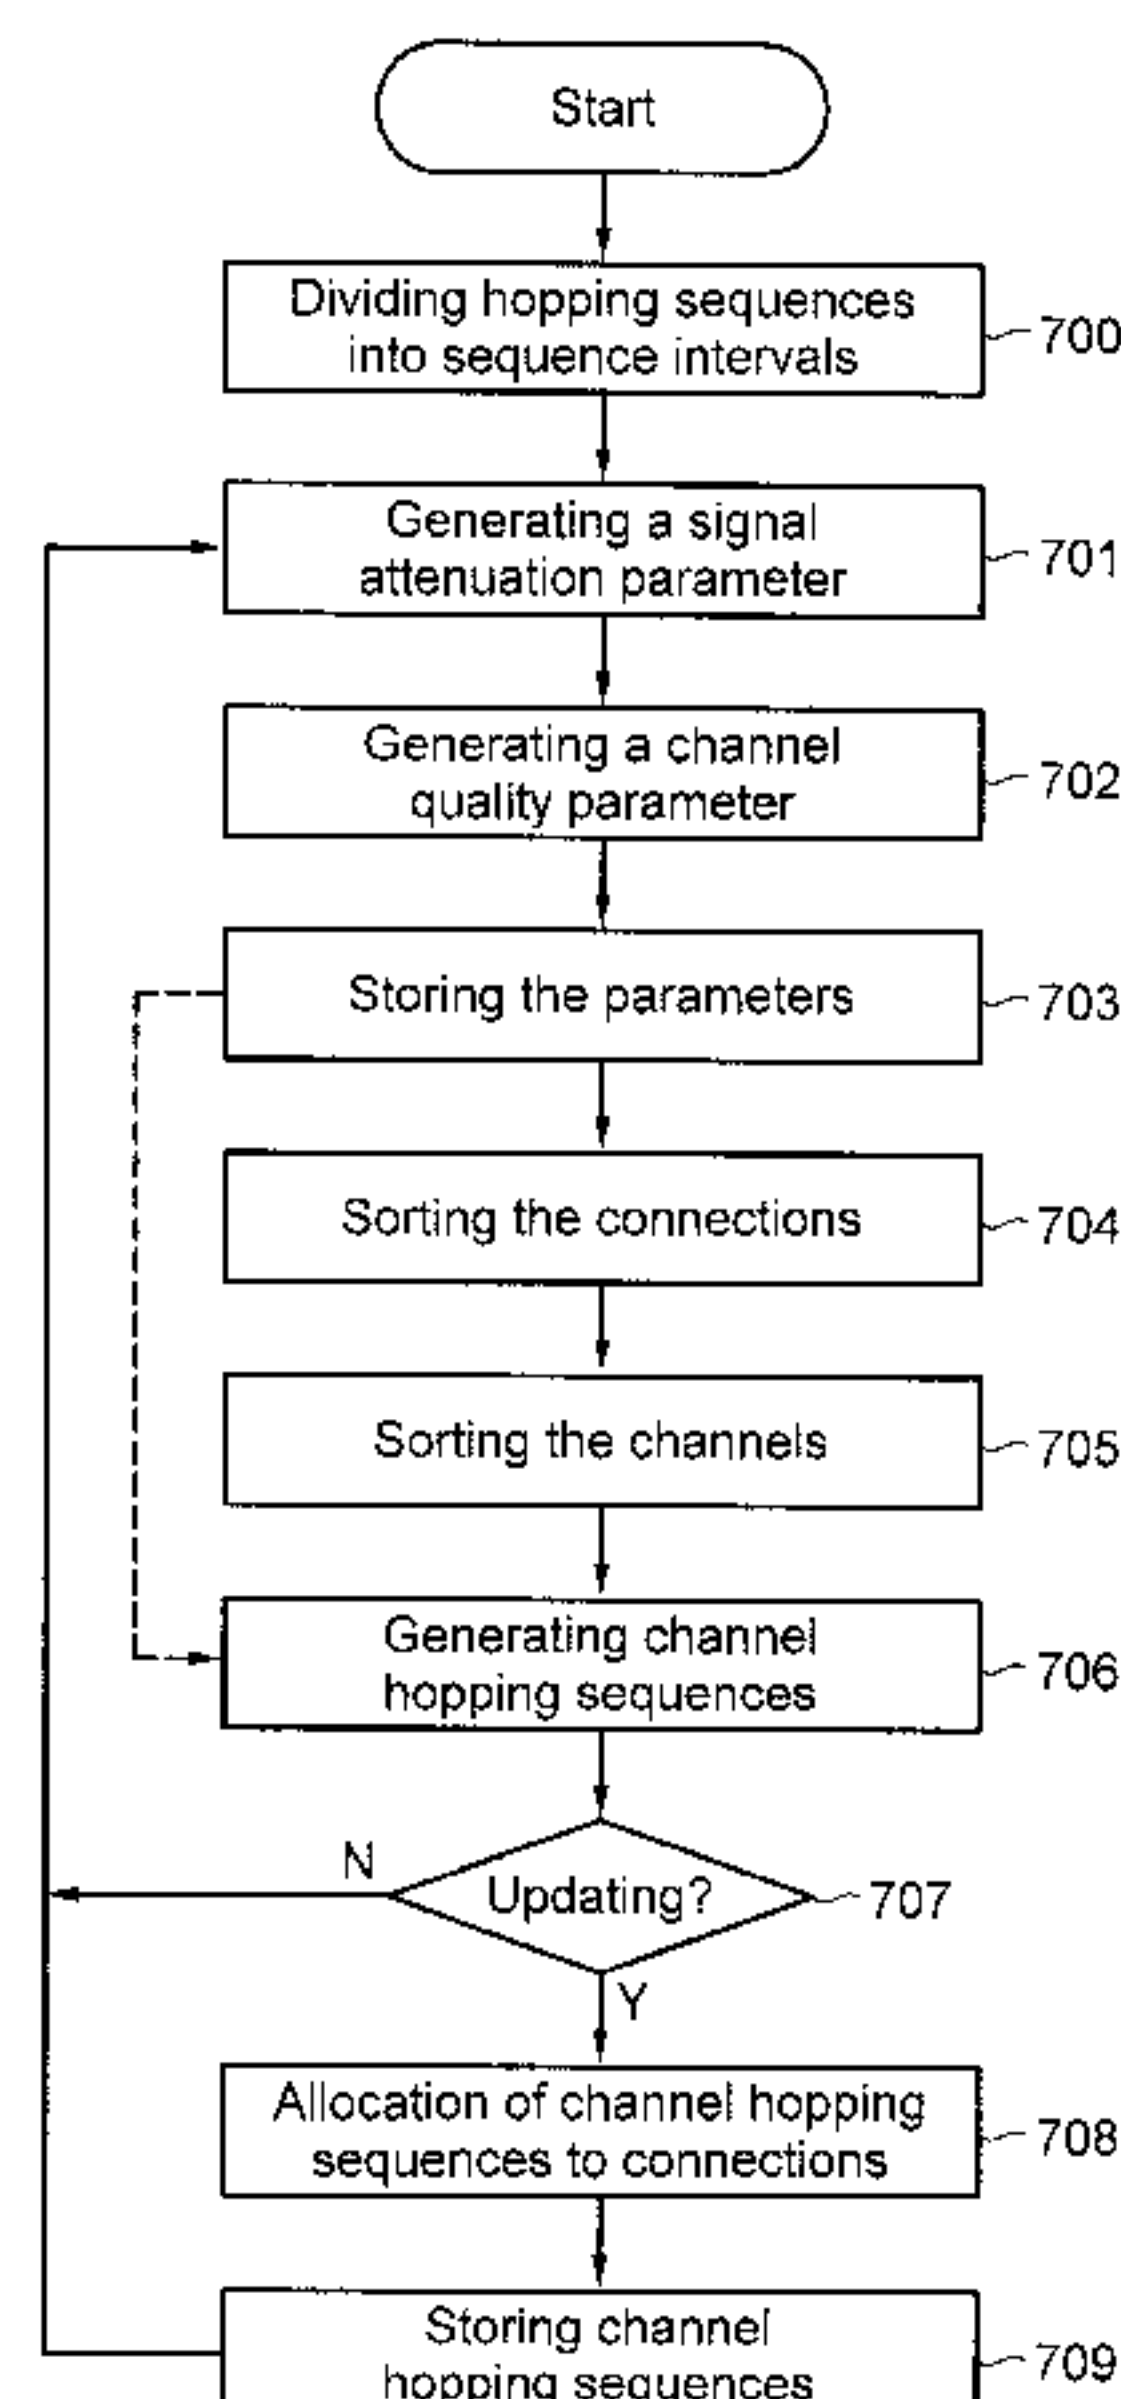 Start
Dividing hopping sequences
into sequence intervals
700
Generating a signal
attenuation parameter
701
Generating a channel
quality parameter
702
Storing the parameters
703
Sorting the connections
704
Sorting the channels
705
Generating channel
hopping sequences
706
N
Updating?
707
Y
Allocation of channel hopping
sequences to connections
708
Storing channel
hopping sequences
709